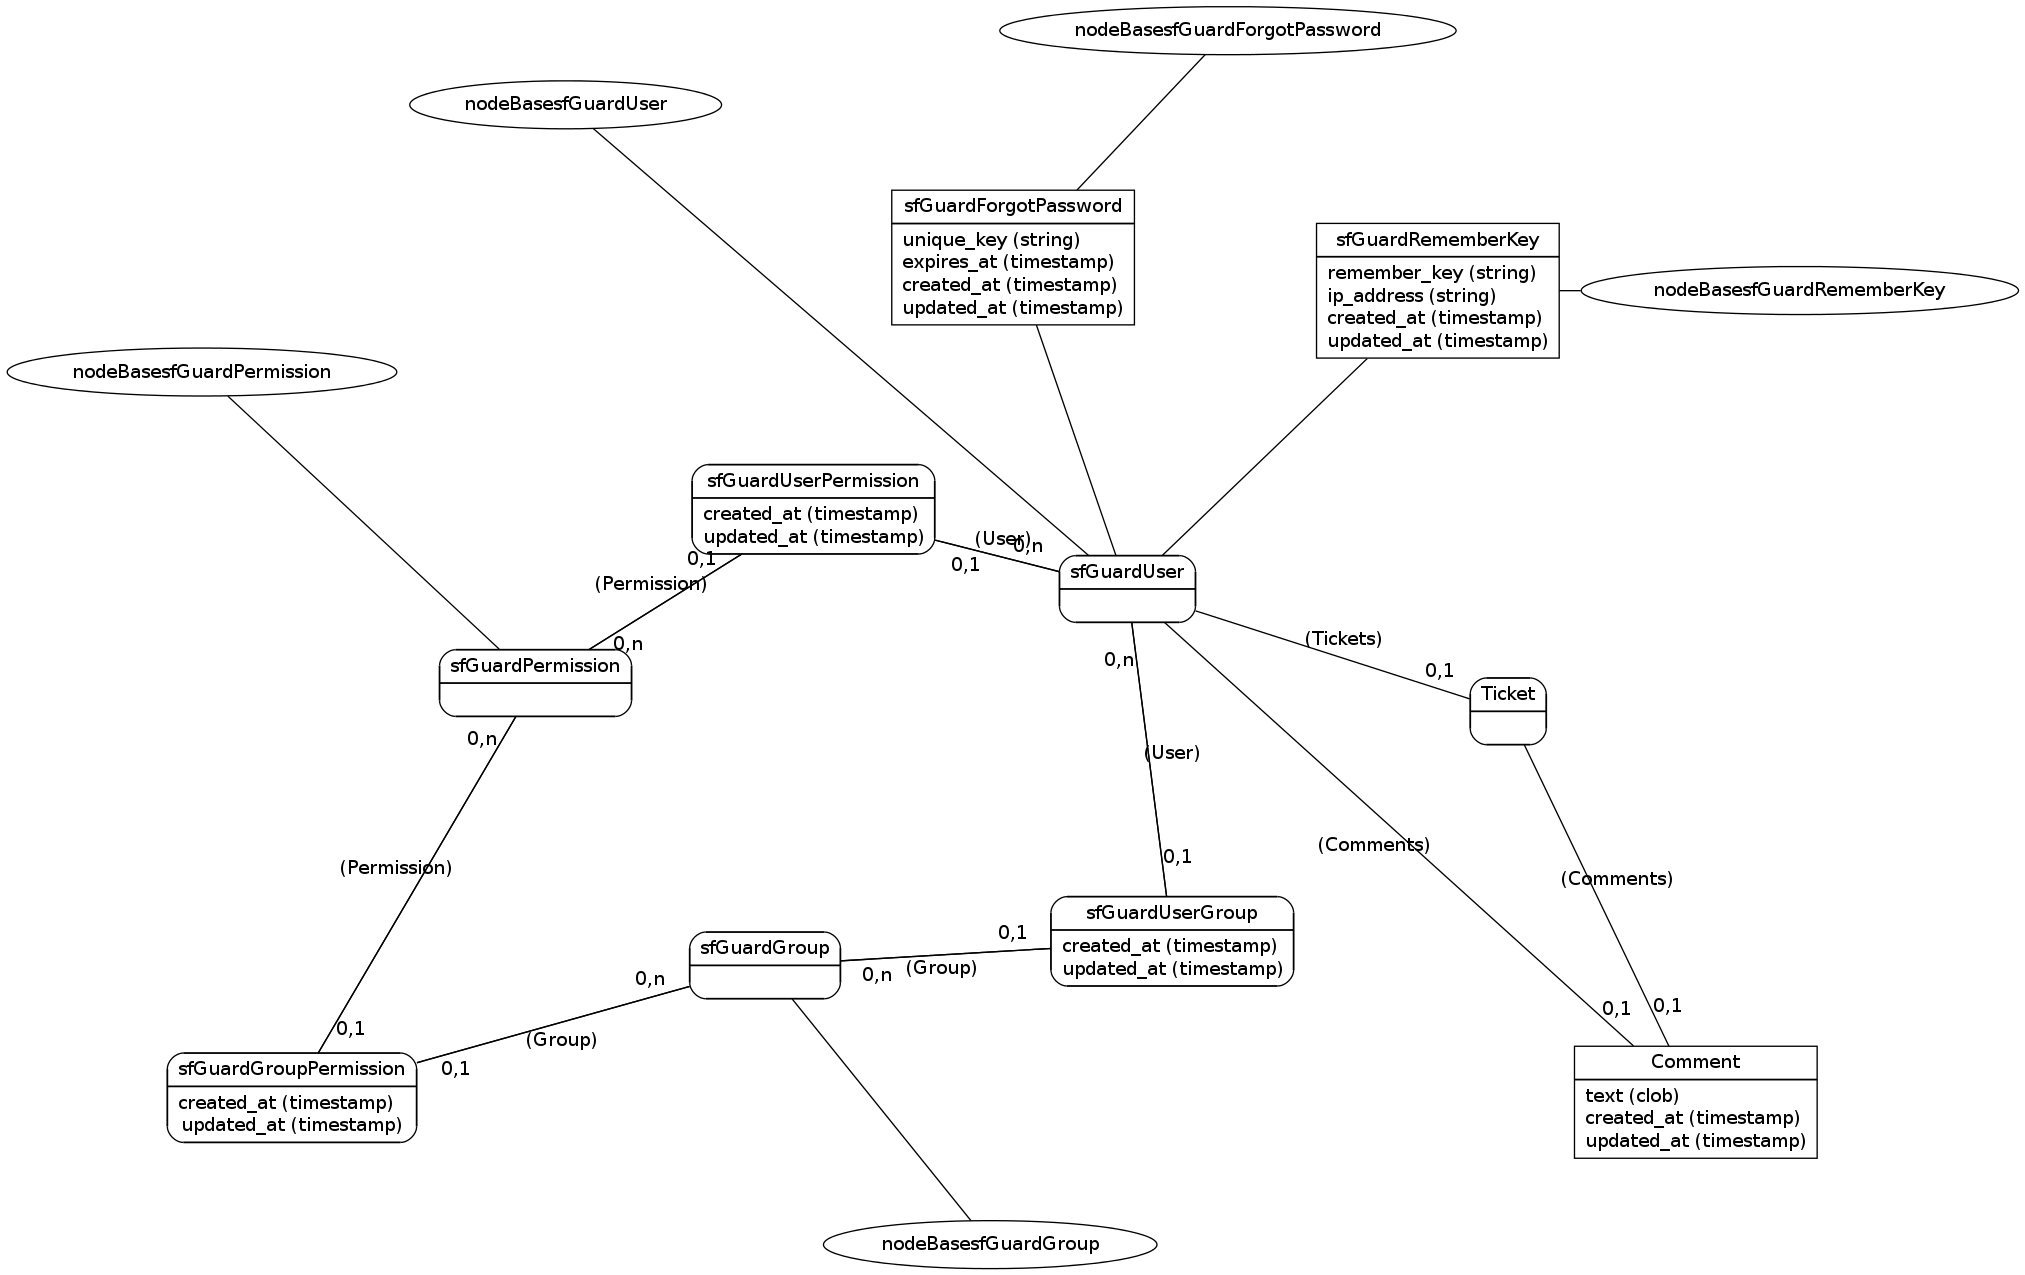 nodeBasesfGuardForgotPassword
nodeBasesfGuardUser
sfGuardForgotPassword
unique_key (string)
expires_at (timestamp)
created_at (timestamp)
updated_at (timestamp)
sfGuardRememberKey
remember_key (string)
ip_address (string)
created_at (timestamp)
updated_at (timestamp)
nodeBasesfGuardRememberKey
nodeBasesfGuardPermission
sfGuardUserPermission
created_at (timestamp)
updated_at (timestamp)
(User)
0,n
0,1
0,1
(Permission)
0,n
sfGuardUser
sfGuardPermission
(Tickets)
0,1
Ticket
0,n
0,n
(User)
0,1
(Comments)
(Comments)
(Permission)
sfGuardUserGroup
created_at (timestamp)
updated_at (timestamp)
0,1
(Group)
0,n
sfGuardGroup
0,n
(Group)
0,1
0,1
sfGuardGroupPermission
created_at (timestamp)
updated_at (timestamp)
0,1
0,1
Comment
text (clob)
created_at (timestamp)
updated_at (timestamp)
nodeBasesfGuardGroup